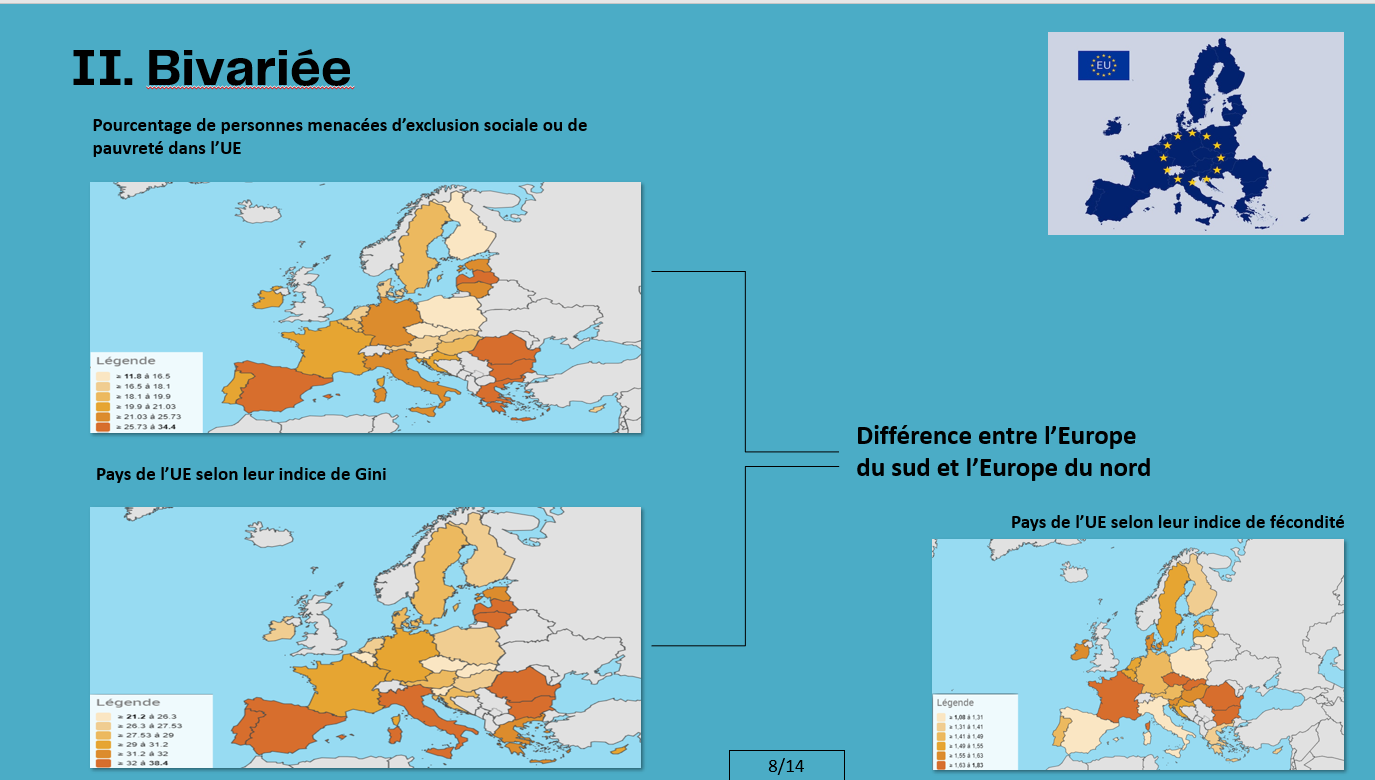 II. Bivariée
EU
Pourcentage de personnes menacées d’exclusion sociale ou de
pauvreté dans l’UE
Légende
≥ 11.8 à 16.5
≥ 16.5 à 18.1
≥ 18.1 à 19.9
≥ 19.9 à 21.03
≥ 21.03 à 25.73
≥ 25.73 à 34.4
Différence entre l’Europe
du sud et l’Europe du nord
Pays de l’UE selon leur indice de Gini
Légende
≥ 21.2 à 26.3
≥ 26.3 à 27.53
≥ 27.53 à 29
≥ 29 à 31.2
≥ 31.2 à 32
≥ 32 à 38.4
Pays de l’UE selon leur indice de fécondité
Légende
≥ 1,08 à 1,31
≥ 1,31 à 1,41
≥ 1,41 à 1,49
≥ 1,49 à 1,55
≥ 1,55 à 1,63
≥ 1,63 à 1,83
8/14